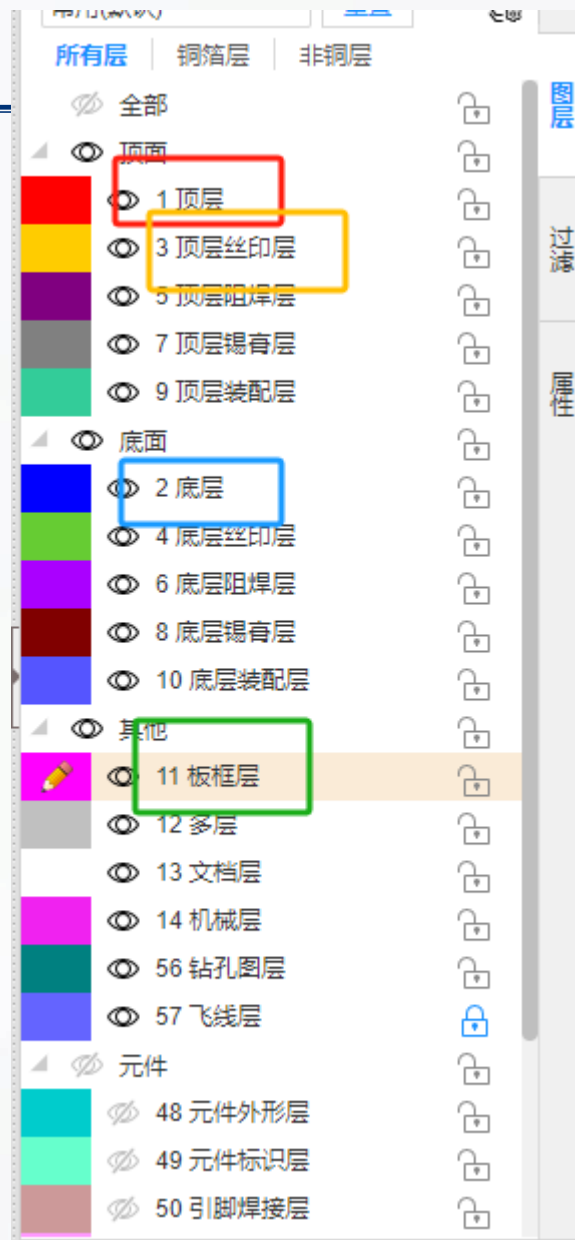 常用(默认) 重置
所有层 铜箔层 非铜层
全部
顶面
1 顶层
3 顶层丝印层
5 顶层阻焊层
7 顶层锡膏层
9 顶层装配层
底面
2 底层
4 底层丝印层
6 底层阻焊层
8 底层锡膏层
10 底层装配层
其他
11 板框层
12 多层
13 文档层
14 机械层
56 钻孔图层
57 飞线层
元件
48 元件外形层
49 元件标识层
50 引脚焊接层
图层
过滤
属性